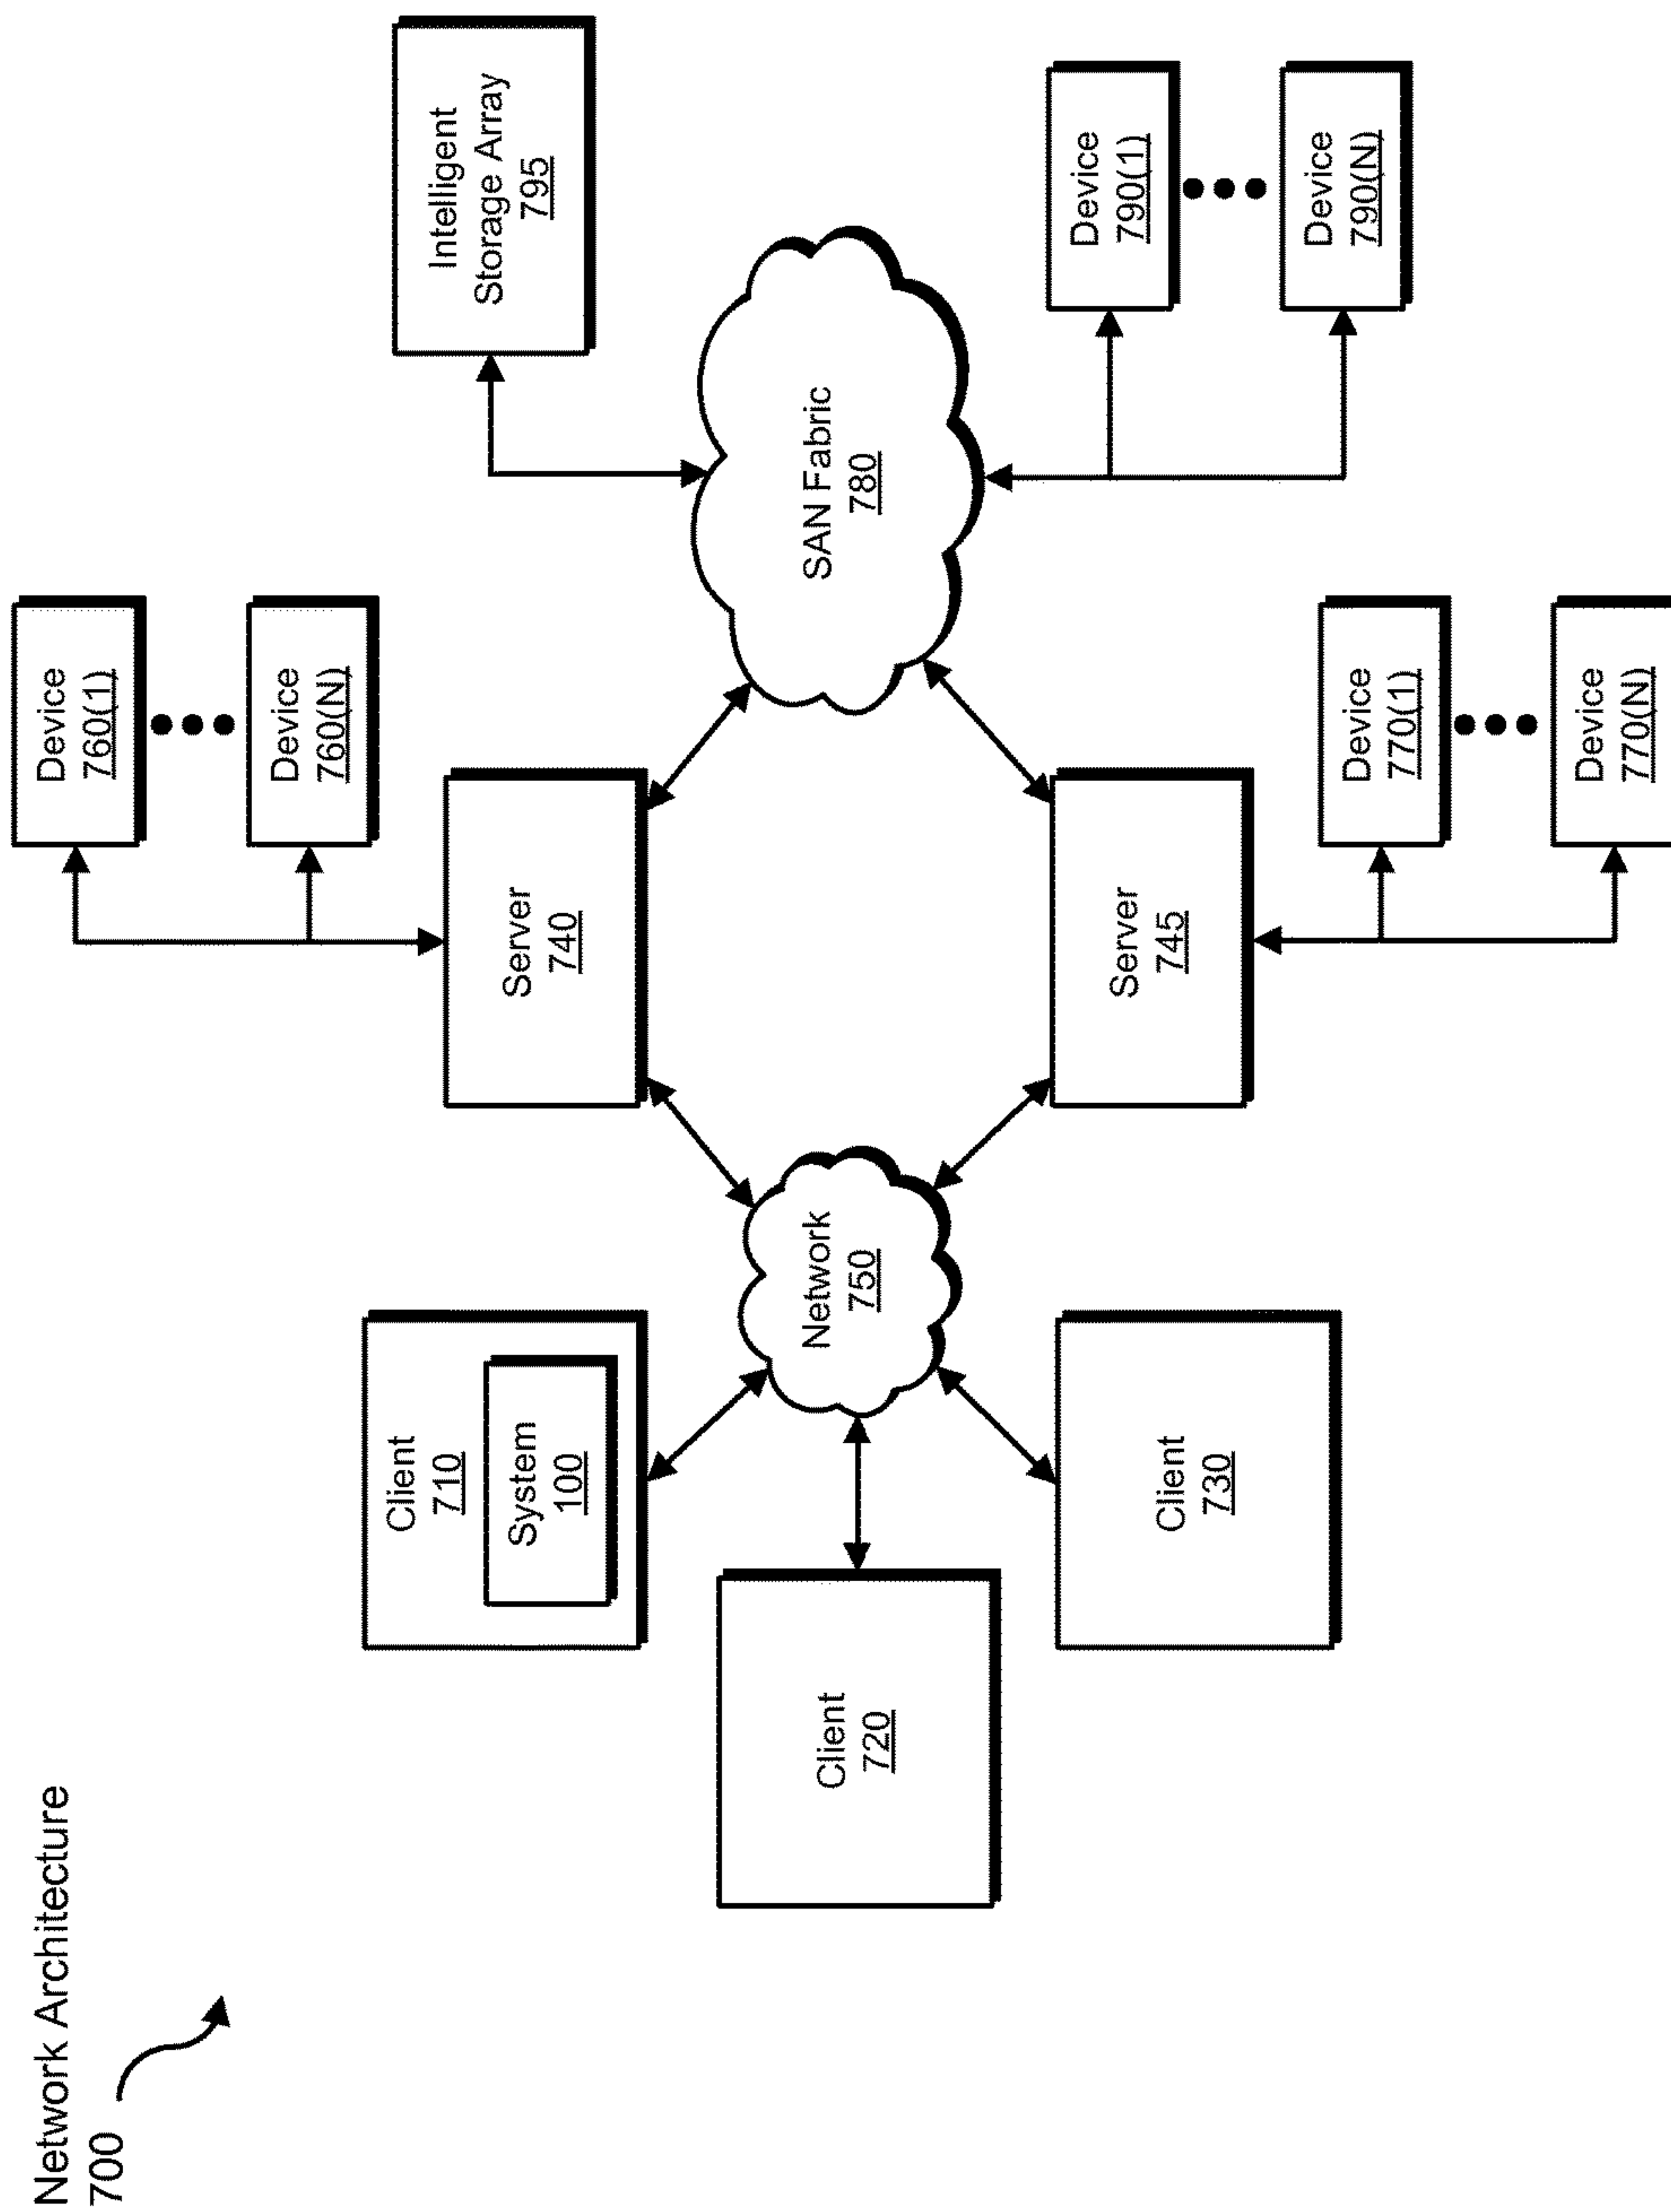 Network Architecture
700
Client
710
System
100
Client
720
Client
730
Network
750
Server
740
Server
745
Device
760(1)
Device
760(N)
Device
770(1)
Device
770(N)
SAN Fabric
780
Intelligent
Storage Array
795
Device
790(1)
Device
790(N)